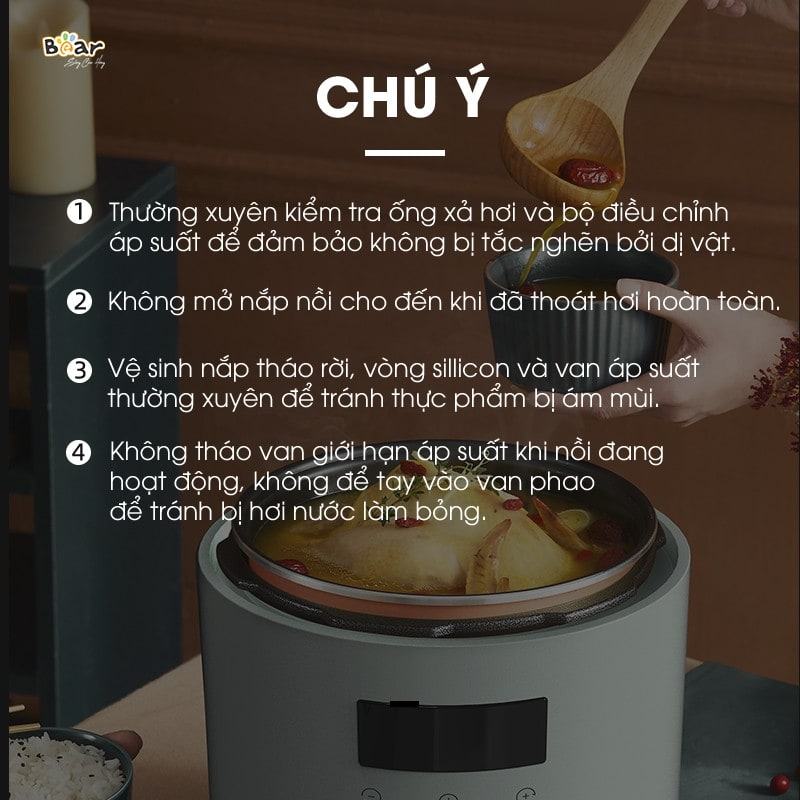 Bear
CHÚ Ý
1 Thường xuyên kiểm tra ống xả hơi và bộ điều chỉnh
áp suất để đảm bảo không bị tắc nghẽn bởi dị vật.
2 Không mở nắp nồi cho đến khi đã thoát hơi hoàn toàn.
3 Vệ sinh nắp tháo rời, vòng sillicon và van áp suất
thường xuyên để tránh thực phẩm bị ám mùi.
4 Không tháo van giới hạn áp suất khi nồi đang
hoạt động, không để tay vào van phao
để tránh bị hơi nước làm bỏng.